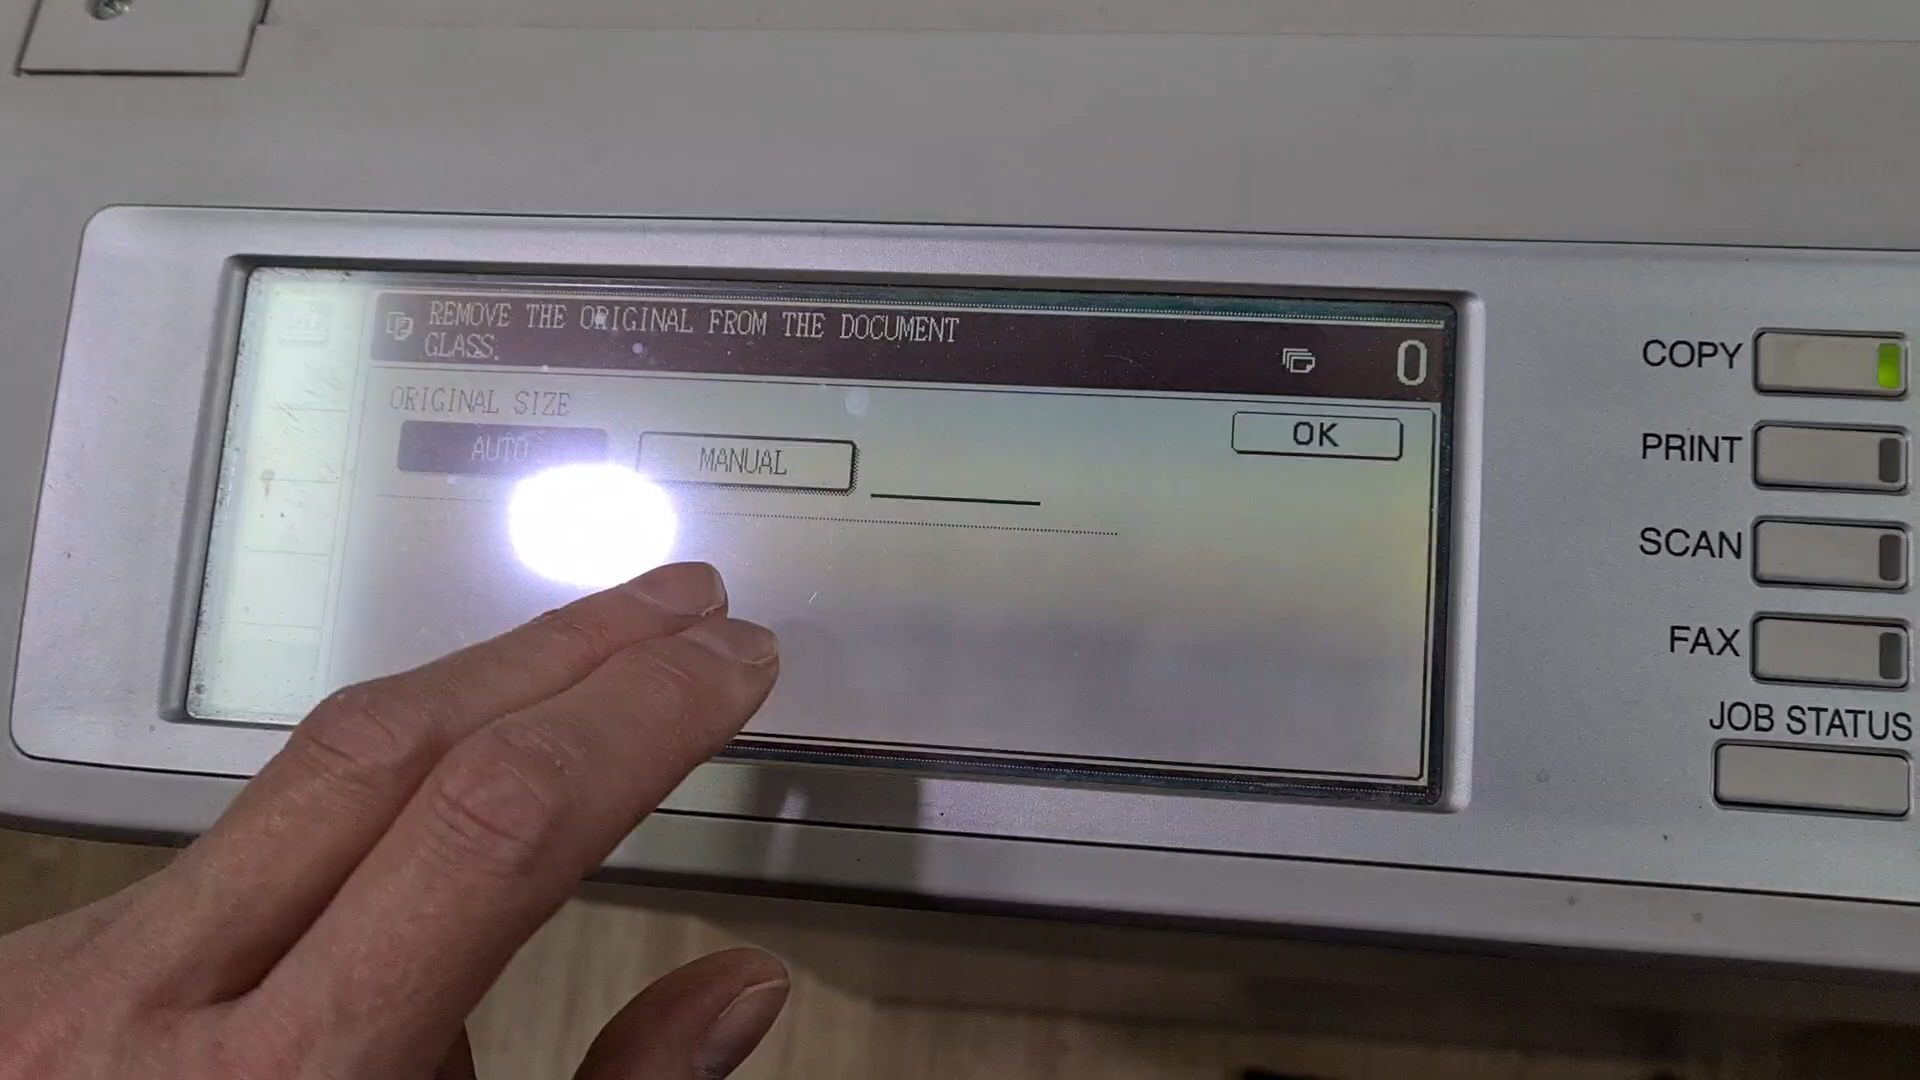 REMOVE THE ORIGINAL FROM THE DOCUMENT
GLASS.
0
ORIGINAL SIZE
AUTO
MANUAL
OK
COPY
PRINT
SCAN
FAX
JOB STATUS